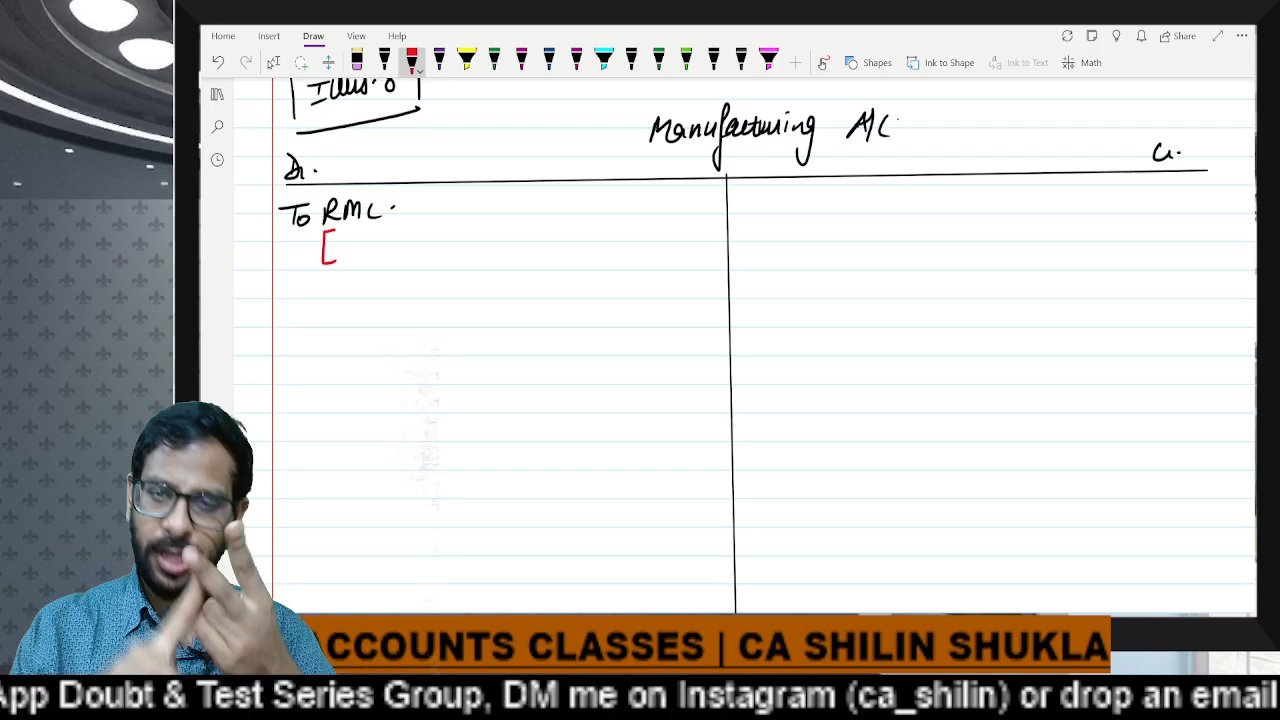 Home Insert Draw View Help
Share
Shapes Ink to Shape Ink to Text Math
Illus. 8
Manufacturing A/C
Dr. Cr.
To RMC.
[
ACCOUNTS CLASSES | CA SHILIN SHUKLA
App Doubt & Test Series Group, DM me on Instagram (ca_shilin) or drop an email